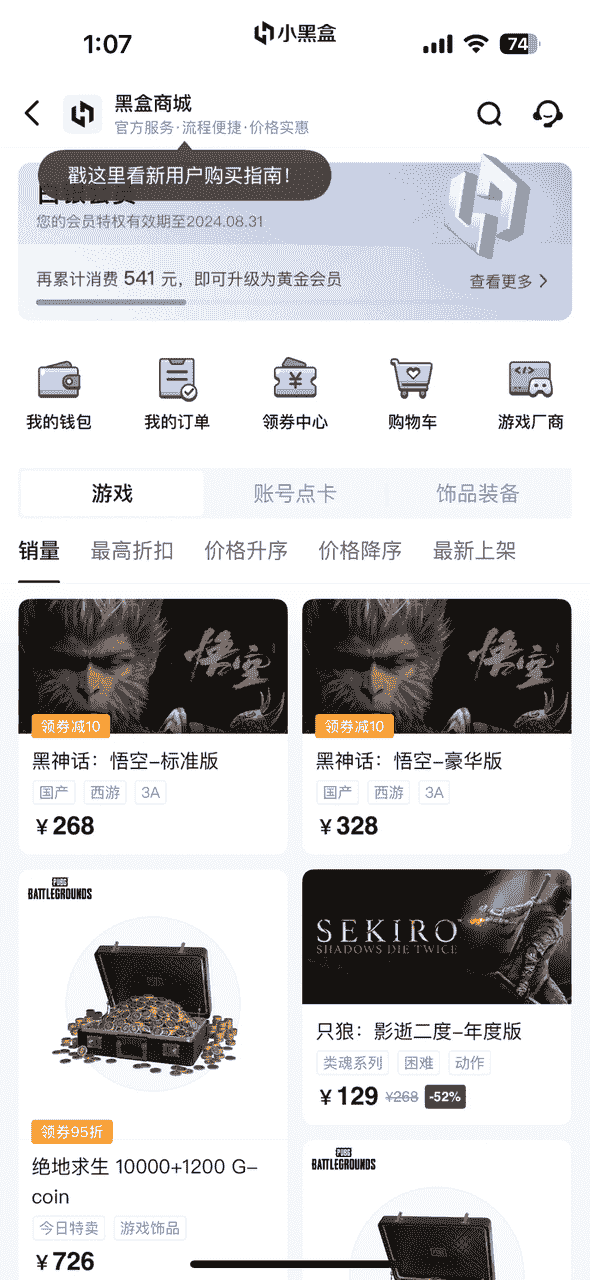 1:07
小黑盒
74
黑盒商城
官方服务·流程便捷·价格实惠
戳这里看新用户购买指南！
您的会员特权有效期至2024.08.31
再累计消费 541 元，即可升级为黄金会员
查看更多
我的钱包 我的订单 领券中心 购物车 游戏厂商
游戏 账号点卡 饰品装备
销量 最高折扣 价格升序 价格降序 最新上架
悟空
领券减10
黑神话：悟空-标准版
国产 西游 3A
¥268
悟空
领券减10
黑神话：悟空-豪华版
国产 西游 3A
¥328
PUBG
BATTLEGROUNDS
领券95折
绝地求生 10000+1200 G-
coin
今日特卖 游戏饰品
¥726
SEKIRO
SHADOWS DIE TWICE
只狼：影逝二度-年度版
类魂系列 困难 动作
¥129 ¥268 -52%
PUBG
BATTLEGROUNDS